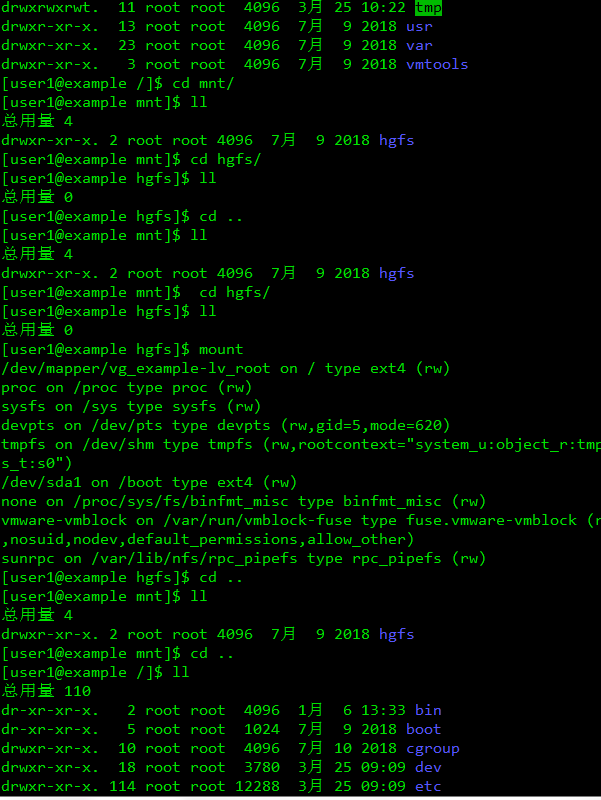 drwxrwxrwt.  11 root root  4096  3月 25 10:22 tmp
drwxr-xr-x.  13 root root  4096  7月  9 2018 usr
drwxr-xr-x.  23 root root  4096  7月  9 2018 var
drwxr-xr-x.   3 root root  4096  7月  9 2018 vmtools
[user1@example /]$ cd mnt/
[user1@example mnt]$ ll
总用量 4
drwxr-xr-x. 2 root root 4096  7月  9 2018 hgfs
[user1@example mnt]$ cd hgfs/
[user1@example hgfs]$ ll
总用量 0
[user1@example hgfs]$ cd ..
[user1@example mnt]$ ll
总用量 4
drwxr-xr-x. 2 root root 4096  7月  9 2018 hgfs
[user1@example mnt]$  cd hgfs/
[user1@example hgfs]$ ll
总用量 0
[user1@example hgfs]$ mount
/dev/mapper/vg_example-lv_root on / type ext4 (rw)
proc on /proc type proc (rw)
sysfs on /sys type sysfs (rw)
devpts on /dev/pts type devpts (rw,gid=5,mode=620)
tmpfs on /dev/shm type tmpfs (rw,rootcontext="system_u:object_r:tmp
s_t:s0")
/dev/sda1 on /boot type ext4 (rw)
none on /proc/sys/fs/binfmt_misc type binfmt_misc (rw)
vmware-vmblock on /var/run/vmblock-fuse type fuse.vmware-vmblock (r
,nosuid,nodev,default_permissions,allow_other)
sunrpc on /var/lib/nfs/rpc_pipefs type rpc_pipefs (rw)
[user1@example hgfs]$ cd ..
[user1@example mnt]$ ll
总用量 4
drwxr-xr-x. 2 root root 4096  7月  9 2018 hgfs
[user1@example mnt]$ cd ..
[user1@example /]$ ll
总用量 110
dr-xr-xr-x.   2 root root  4096  1月  6 13:33 bin
dr-xr-xr-x.   5 root root  1024  7月  9 2018 boot
drwxr-xr-x.  10 root root  4096  7月 10 2018 cgroup
drwxr-xr-x.  18 root root  3780  3月 25 09:09 dev
drwxr-xr-x. 114 root root 12288  3月 25 09:09 etc